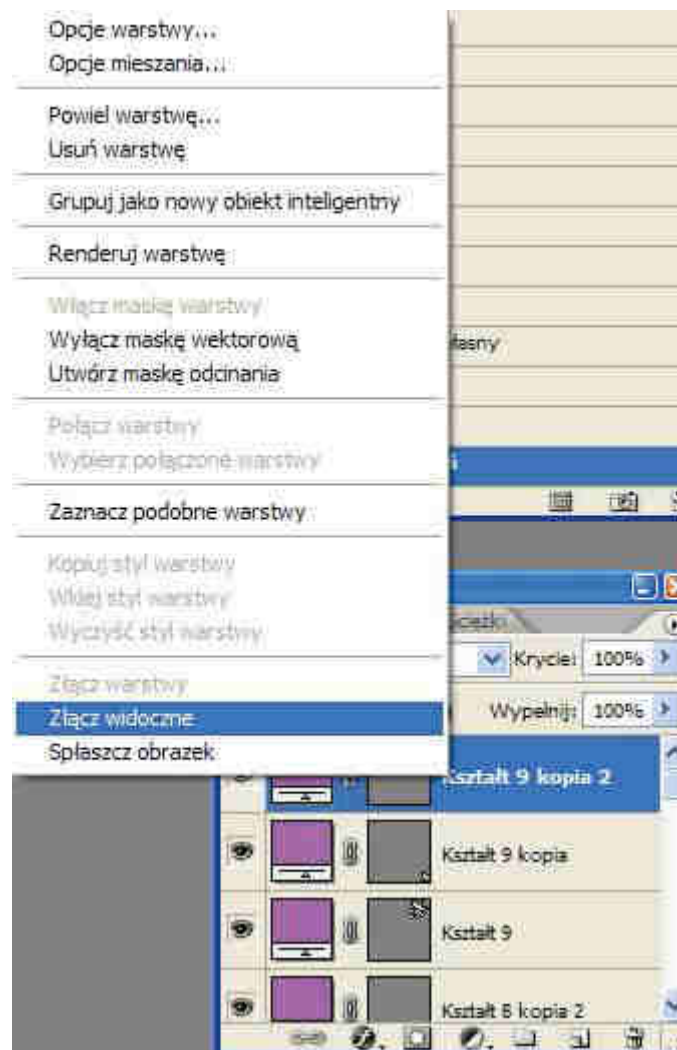 Opcje warstwy...
Opcje mieszania...
Powiel warstwę...
Usuń warstwę
Grupuj jako nowy obiekt inteligentny
Renderuj warstwę
Włącz maskę warstwy
Wyłącz maskę wektorową
Utwórz maskę odcinania
Połącz warstwy
Wybierz połączone warstwy
Zaznacz podobne warstwy
Kopiuj styl warstwy
Wklej styl warstwy
Wyczyść styl warstwy
Złącz warstwy
Złącz widoczne
Spłaszcz obrazek
Krycie: 100%
Wypełnij: 100%
Kształt 9 kopia 2
Kształt 9 kopia
Kształt 9
Kształt 8 kopia 2